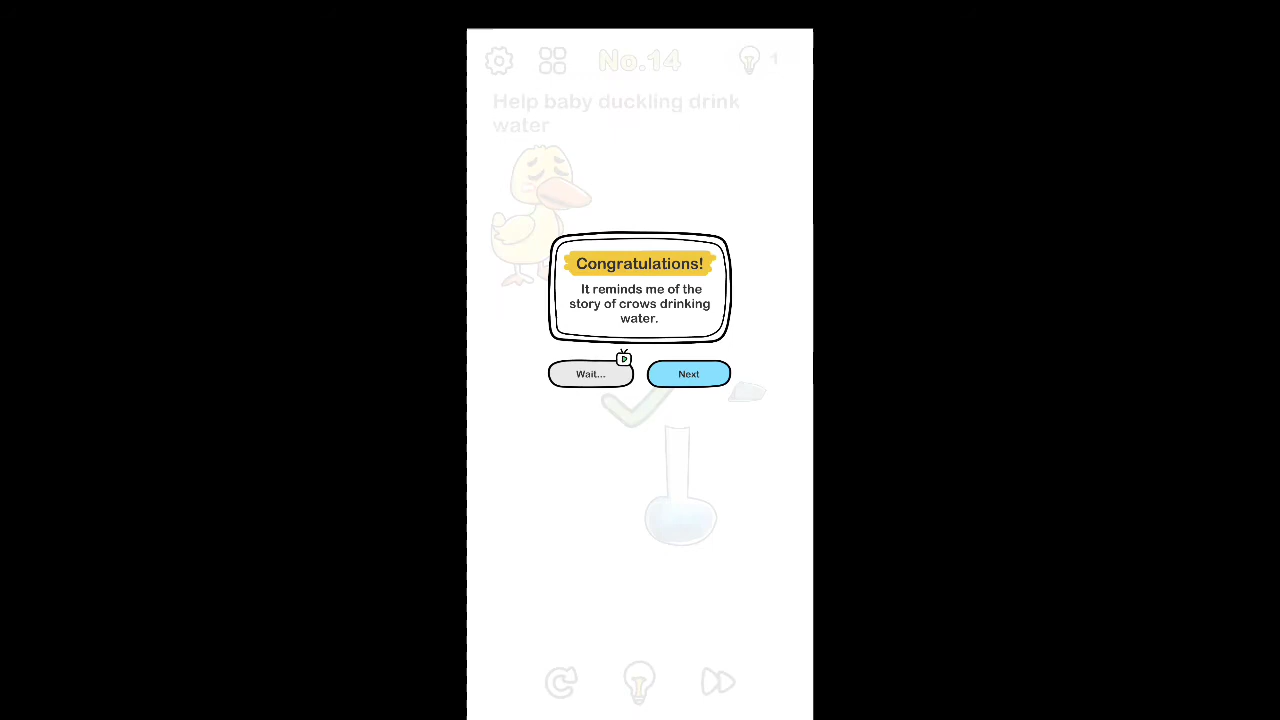 No.14
1
Help baby duckling drink
water
Congratulations!
It reminds me of the
story of crows drinking
water.
Wait...
Next